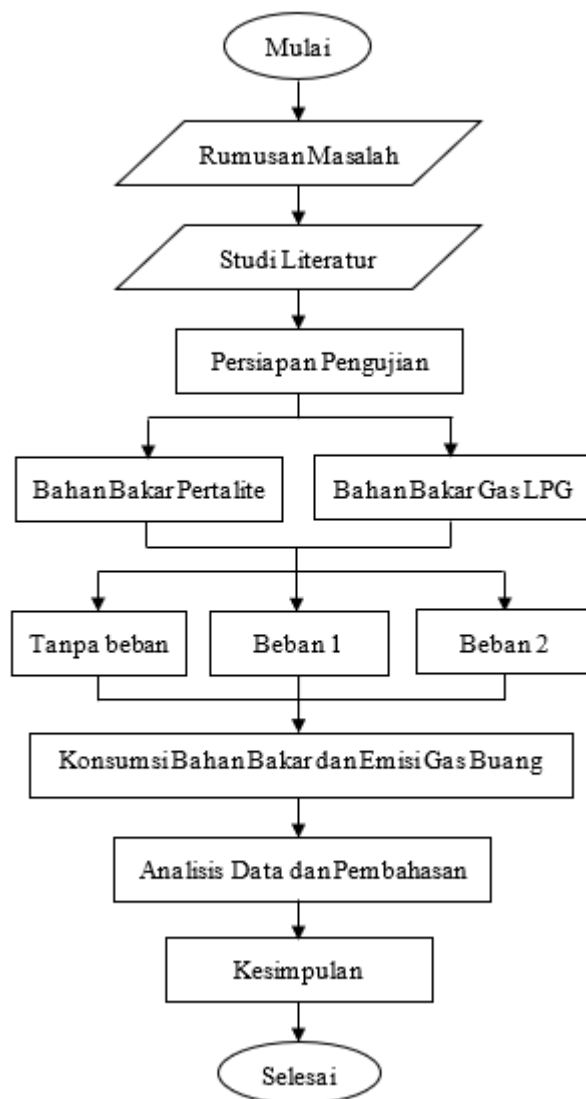 Mulai
Rumusan Masalah
Studi Literatur
Persiapan Pengujian
Bahan Bakar Pertalite
Bahan Bakar Gas LPG
Tanpa beban
Beban 1
Beban 2
Konsumsi Bahan Bakar dan Emisi Gas Buang
Analisis Data dan Pembahasan
Kesimpulan
Selesai